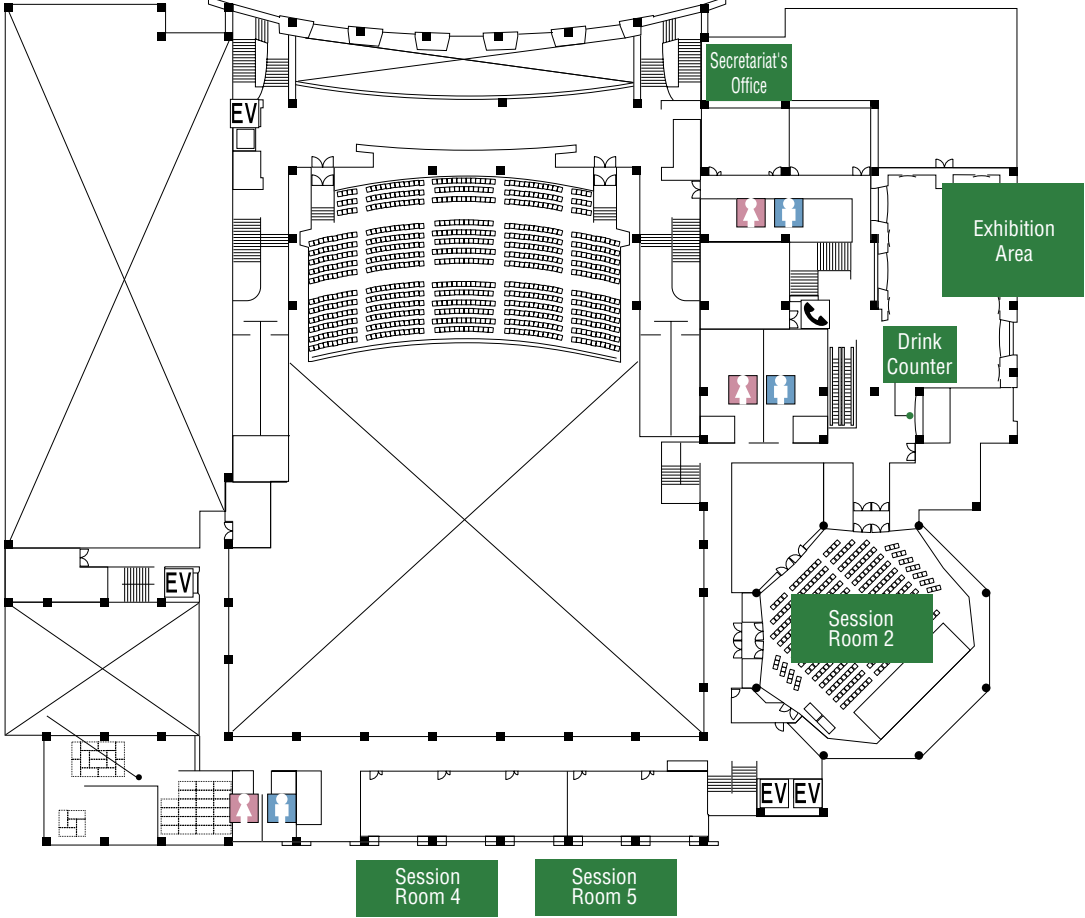 Secretariat's
Office
EV
Exhibition
Area
Drink
Counter
EV
Session
Room 2
EV
EV
Session
Room 4
Session
Room 5